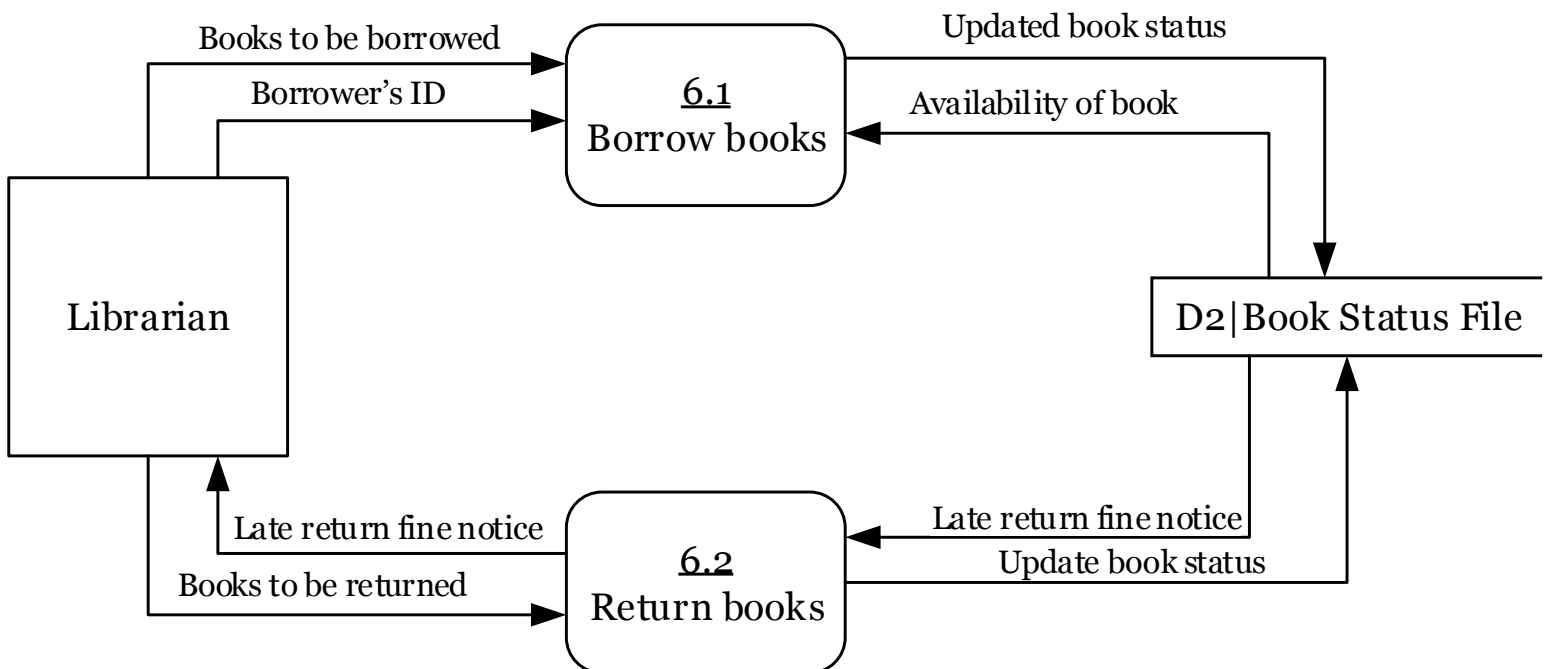 Books to be borrowed
Updated book status
Borrower’s ID
6.1
Borrow books
Availability of book
Librarian
D2|Book Status File
Late return fine notice
Late return fine notice
6.2
Return books
Update book status
Books to be returned